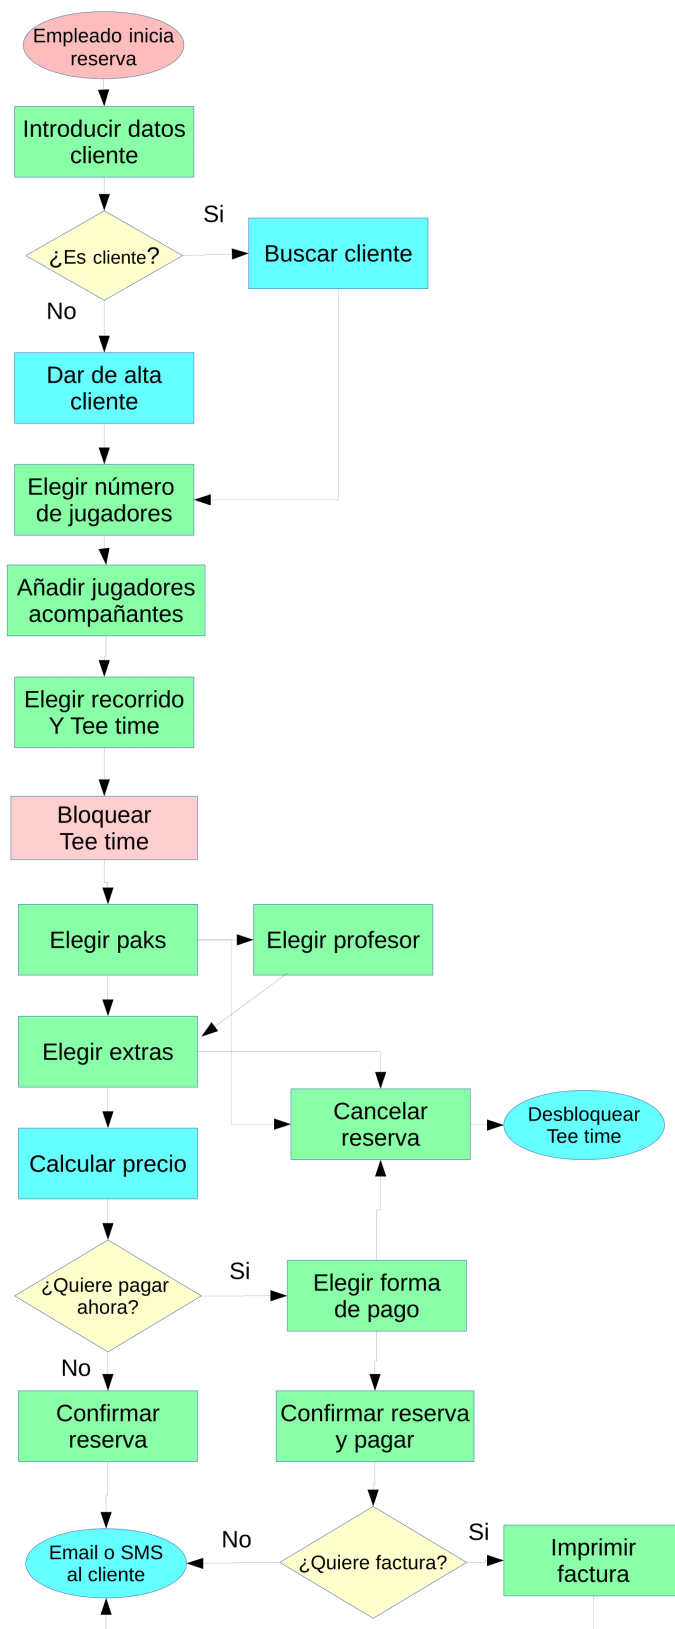 Empleado inicia
reserva
Introducir datos
cliente
Si
¿Es cliente?
Buscar cliente
No
Dar de alta
cliente
Elegir número
de jugadores
Añadir jugadores
acompañantes
Elegir recorrido
Y Tee time
Bloquear
Tee time
Elegir paks
Elegir profesor
Elegir extras
Cancelar
reserva
Desbloquear
Tee time
Calcular precio
¿Quiere pagar
ahora?
Si
Elegir forma
de pago
No
Confirmar
reserva
Confirmar reserva
y pagar
Email o SMS
al cliente
No
¿Quiere factura?
Si
Imprimir
factura